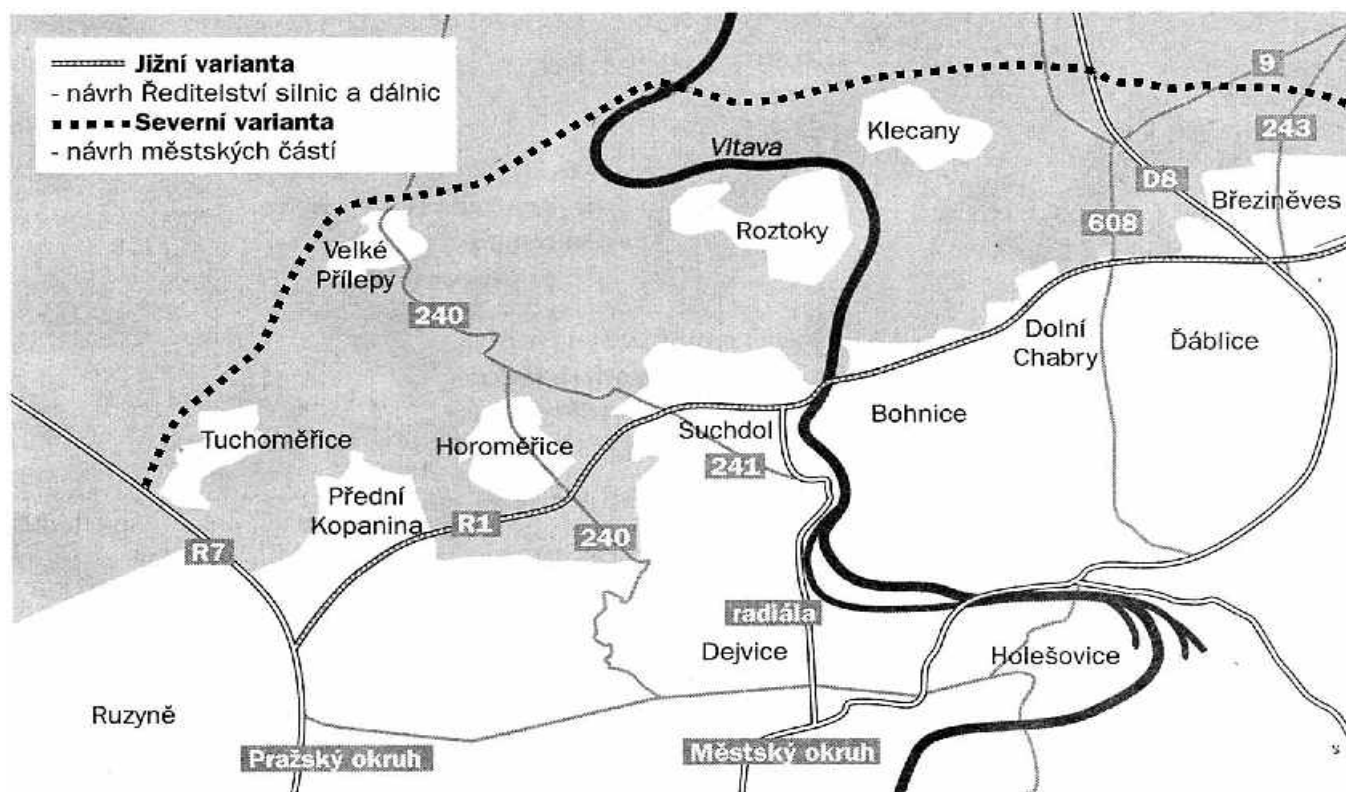 Jižní varianta
- návrh Ředitelství silnic a dálnic
Severní varianta
- návrh městských částí
9
Klecany
243
Vltava
D8
Březiněves
608
Roztoky
Velké
Přílepy
240
Dolní
Chabry
Ďáblice
Bohnice
Tuchoměřice
Horoměřice
Suchdol
241
Přední
Kopanina
R1
240
R7
radiála
Dejvice
Holešovice
Ruzyně
Pražský okruh
Městský okruh